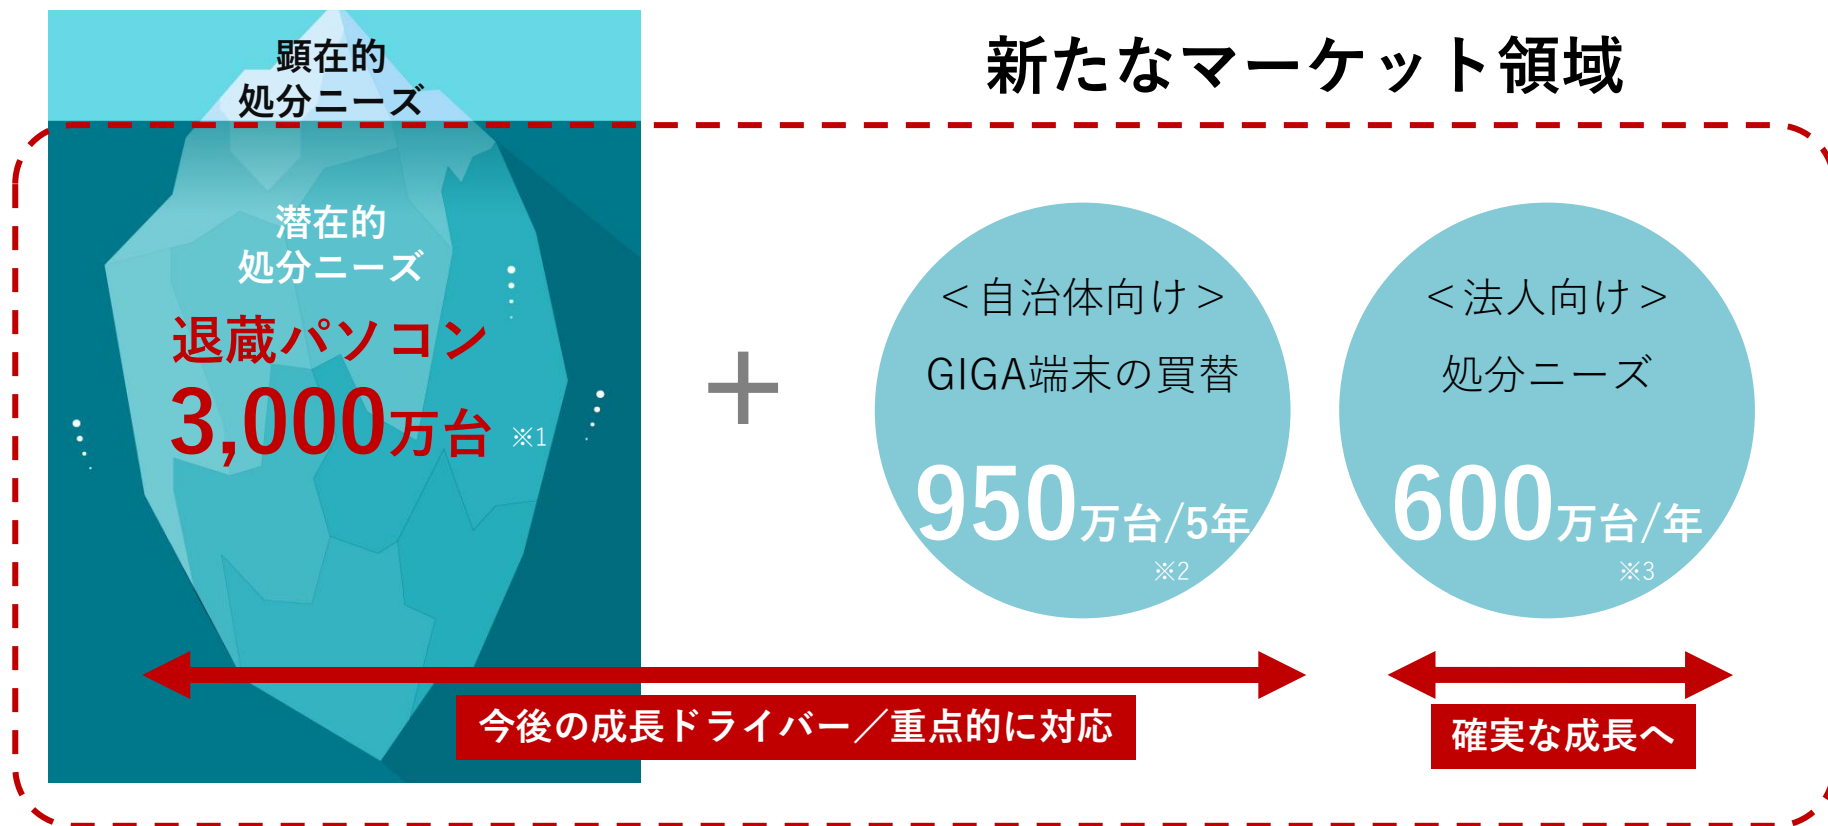 顕在的
処分ニーズ
新たなマーケット領域
潜在的
処分ニーズ
退蔵パソコン
3,000万台 ※1
＋
＜自治体向け＞
GIGA端末の買替
950万台/5年
※2
＜法人向け＞
処分ニーズ
600万台/年
※3
今後の成長ドライバー／重点的に対応
確実な成長へ